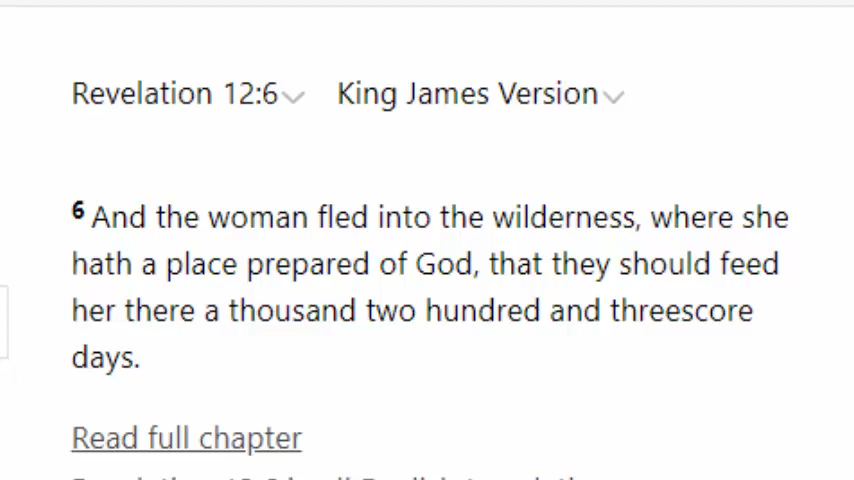 Revelation 12:6 King James Version
6 And the woman fled into the wilderness, where she
hath a place prepared of God, that they should feed
her there a thousand two hundred and threescore
days.
Read full chapter